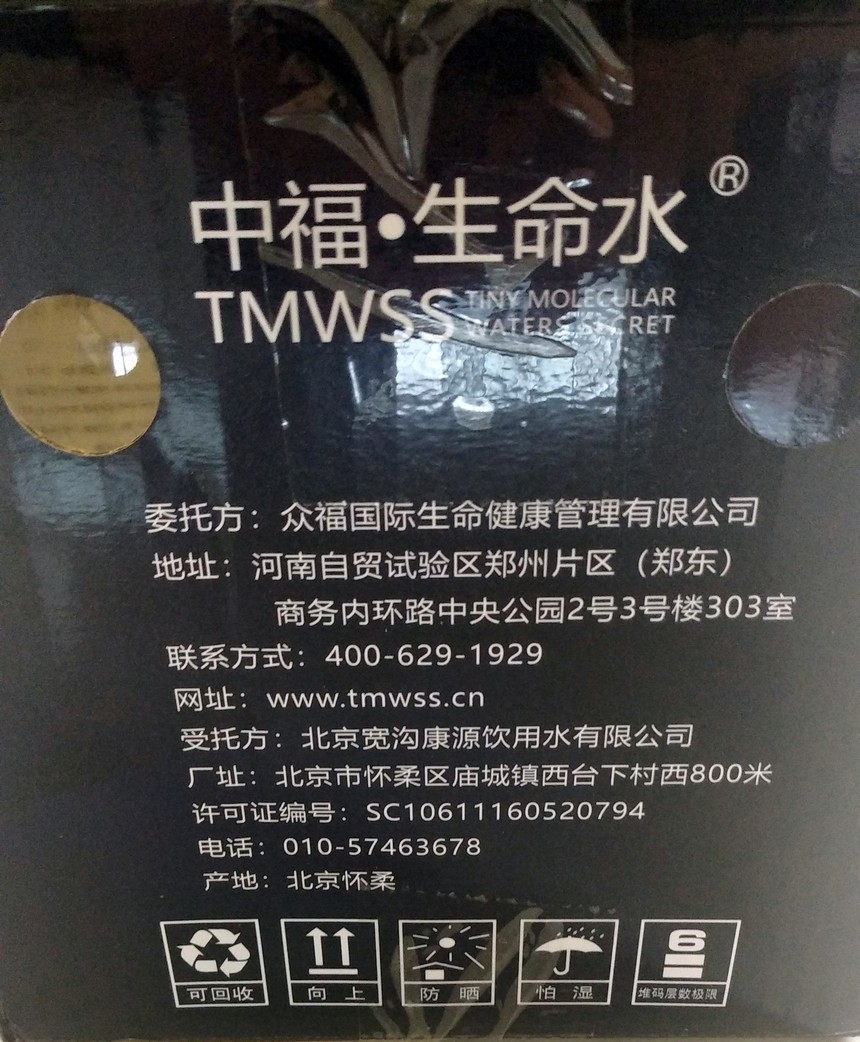 中福·生命水®
TMWSS TINY MOLECULAR
WATERS SECRET
委托方：众福国际生命健康管理有限公司
地址：河南自贸试验区郑州片区（郑东）
商务内环路中央公园2号3号楼303室
联系方式：400-629-1929
网址：www.tmwss.cn
受托方：北京宽沟康源饮用水有限公司
厂址：北京市怀柔区庙城镇西台下村西800米
许可证编号：SC10611160520794
电话：010-57463678
产地：北京怀柔
6
可回收 向上 防晒 怕湿 堆码层数极限